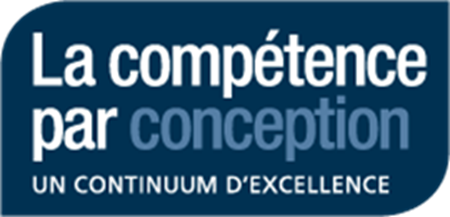 La compétence
par conception
UN CONTINUUM D'EXCELLENCE